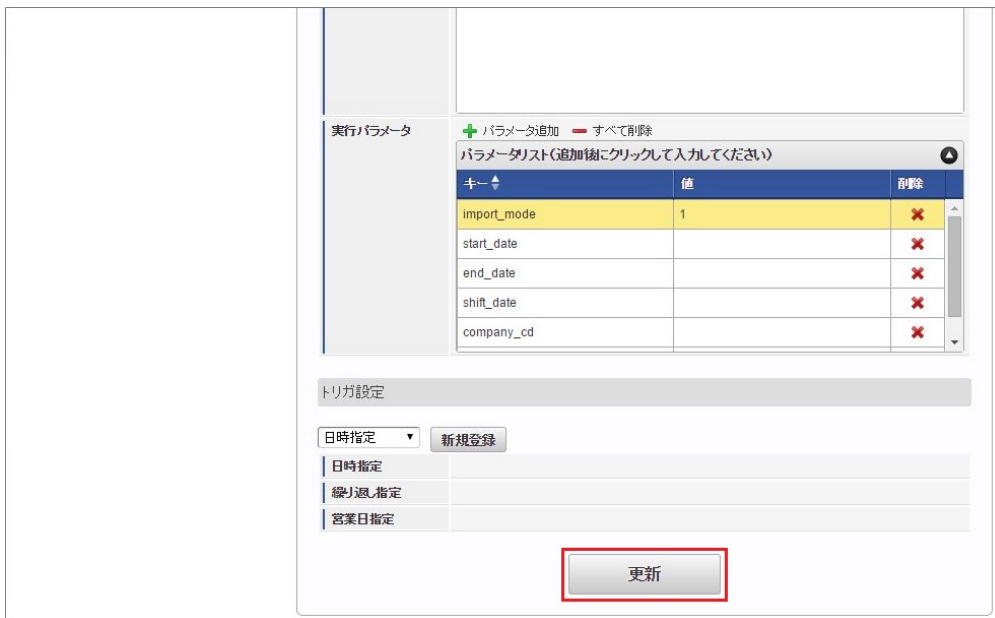 実行パラメータ
パラメータ追加 すべて削除
パラメータリスト(追加後にクリックして入力してください)
キー 値 削除
import_mode 1
start_date
end_date
shift_date
company_cd
トリガ設定
日時指定 新規登録
日時指定
繰り返し指定
営業日指定
更新